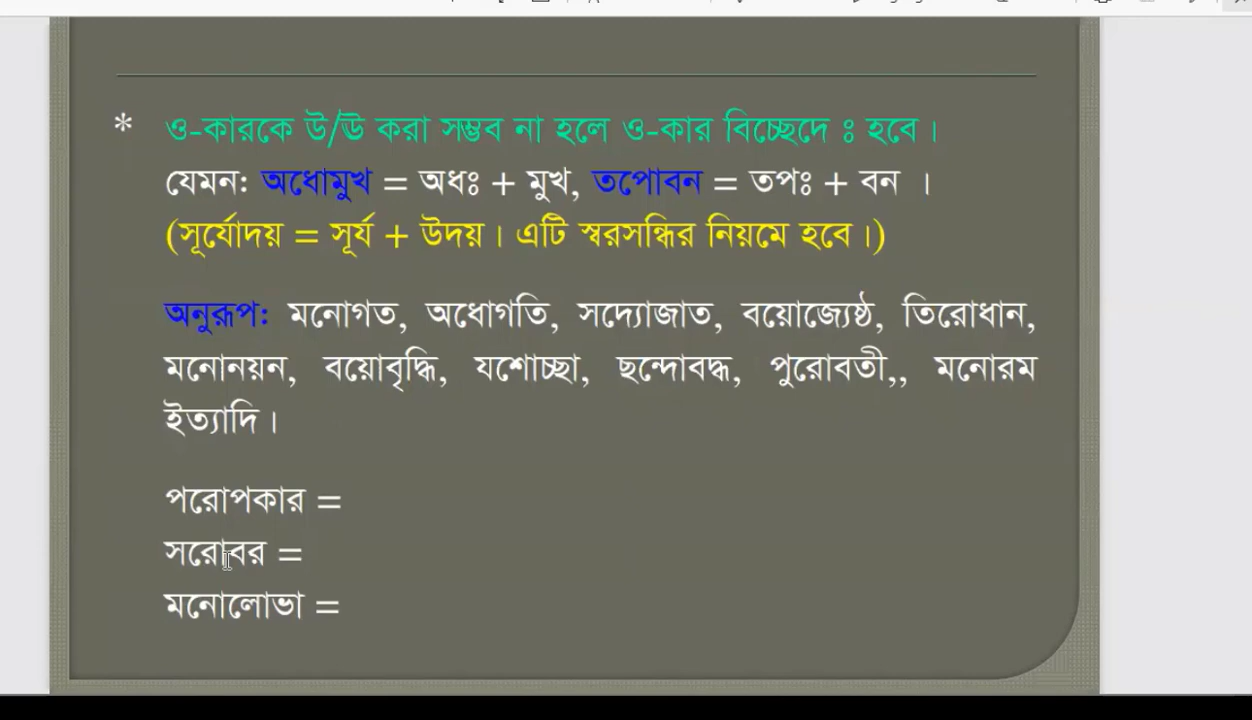 * ও-কারকে উ/ঊ করা সম্ভব না হলে ও-কার বিচ্ছেদে ঃ হবে।
যেমন: অধোমুখ = অধঃ + মুখ, তপোবন = তপঃ + বন ।
(সূর্যোদয় = সূর্য + উদয়। এটি স্বরসন্ধির নিয়মে হবে।)
অনুরূপ: মনোগত, অধোগতি, সদ্যোজাত, বয়োজ্যেষ্ঠ, তিরোধান,
মনোনয়ন, বয়োবৃদ্ধি, যশোচ্ছা, ছন্দোবদ্ধ, পুরোবর্তী,, মনোরম
ইত্যাদি।
পরোপকার =
সরোবর =
মনোলোভা =